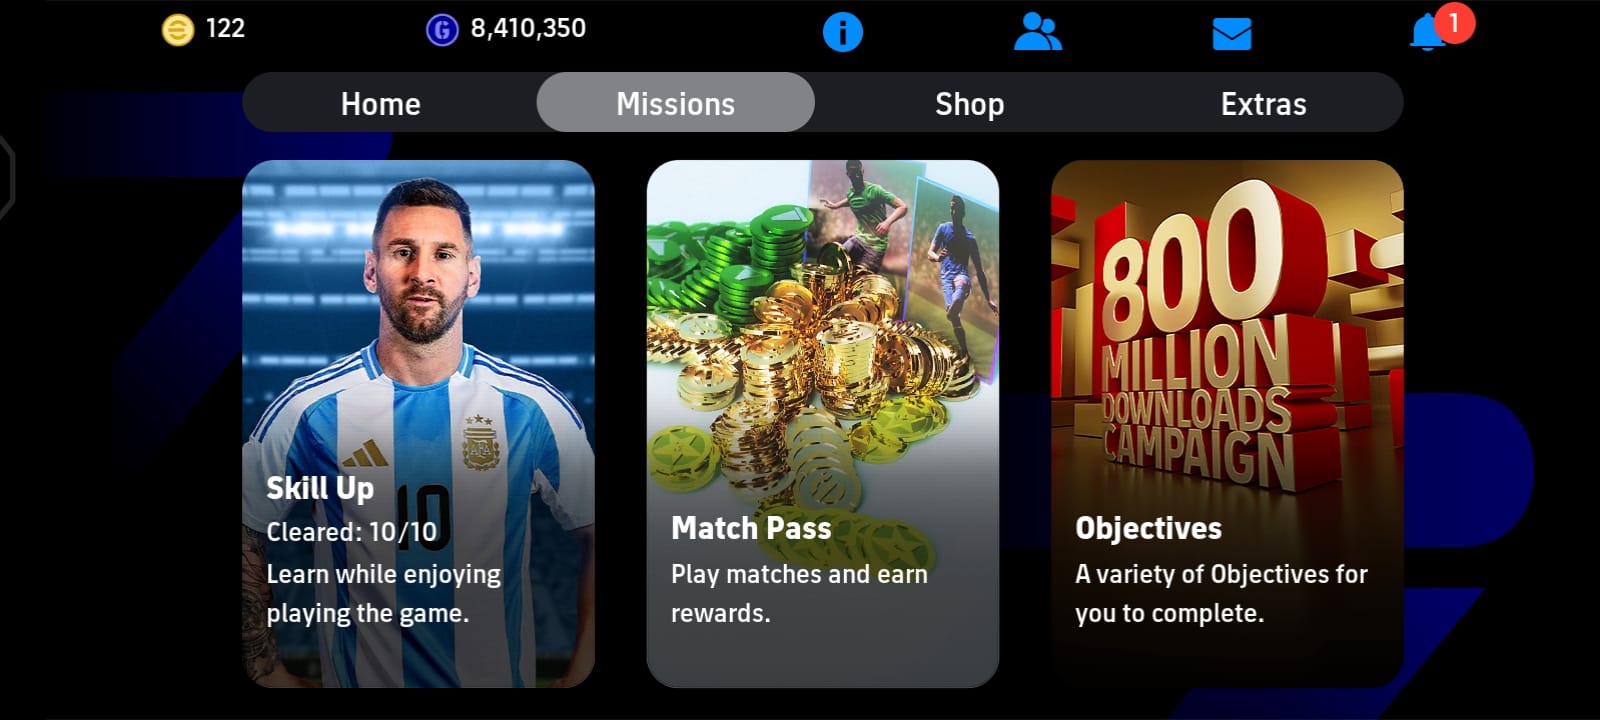 122
8,410,350
1
Home
Missions
Shop
Extras
Skill Up
Cleared: 10/10
Learn while enjoying
playing the game.
AFA
10
Match Pass
Play matches and earn
rewards.
800
MILLION
DOWNLOADS
CAMPAIGN
Objectives
A variety of Objectives for
you to complete.